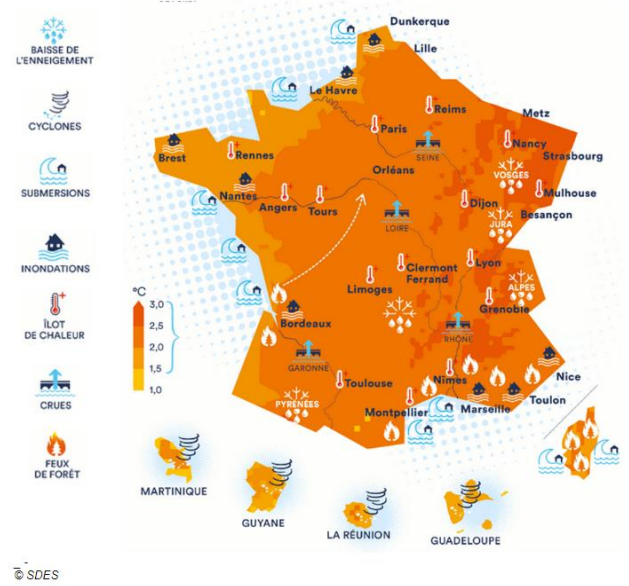 BAISSE DE
L'ENNEIGEMENT
CYCLONES
SUBMERSIONS
INONDATIONS
ÎLOT
DE CHALEUR
CRUES
FEUX
DE FORÊT
Dunkerque
Lille
Le Havre
Reims
Metz
Paris
Nancy
SEINE
Strasbourg
Brest
Rennes
VOSGES
Orléans
Mulhouse
Nantes
Angers
Tours
Dijon
Besançon
JURA
LOIRE
Lyon
Clermont
Ferrand
Limoges
ALPES
Grenoble
°C
3,0
2,5
2,0
1,5
1,0
Bordeaux
RHÔNE
GARONNE
Toulouse
Nîmes
Nice
PYRÉNÉES
Montpellier
Marseille
Toulon
MARTINIQUE
GUYANE
LA RÉUNION
GUADELOUPE
© SDES